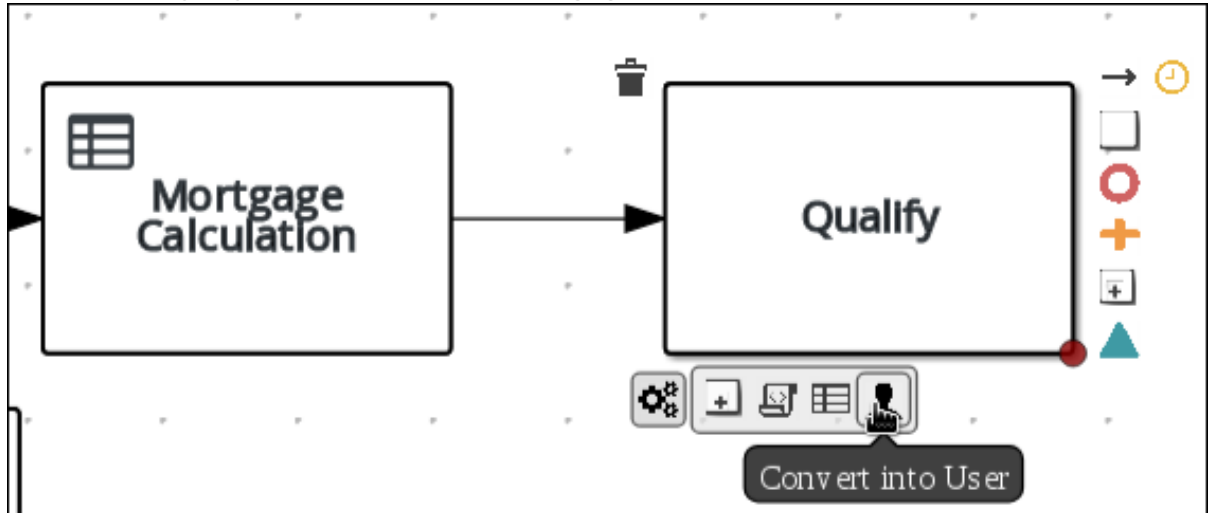 Mortgage
Calculation
Qualify
Convert into User